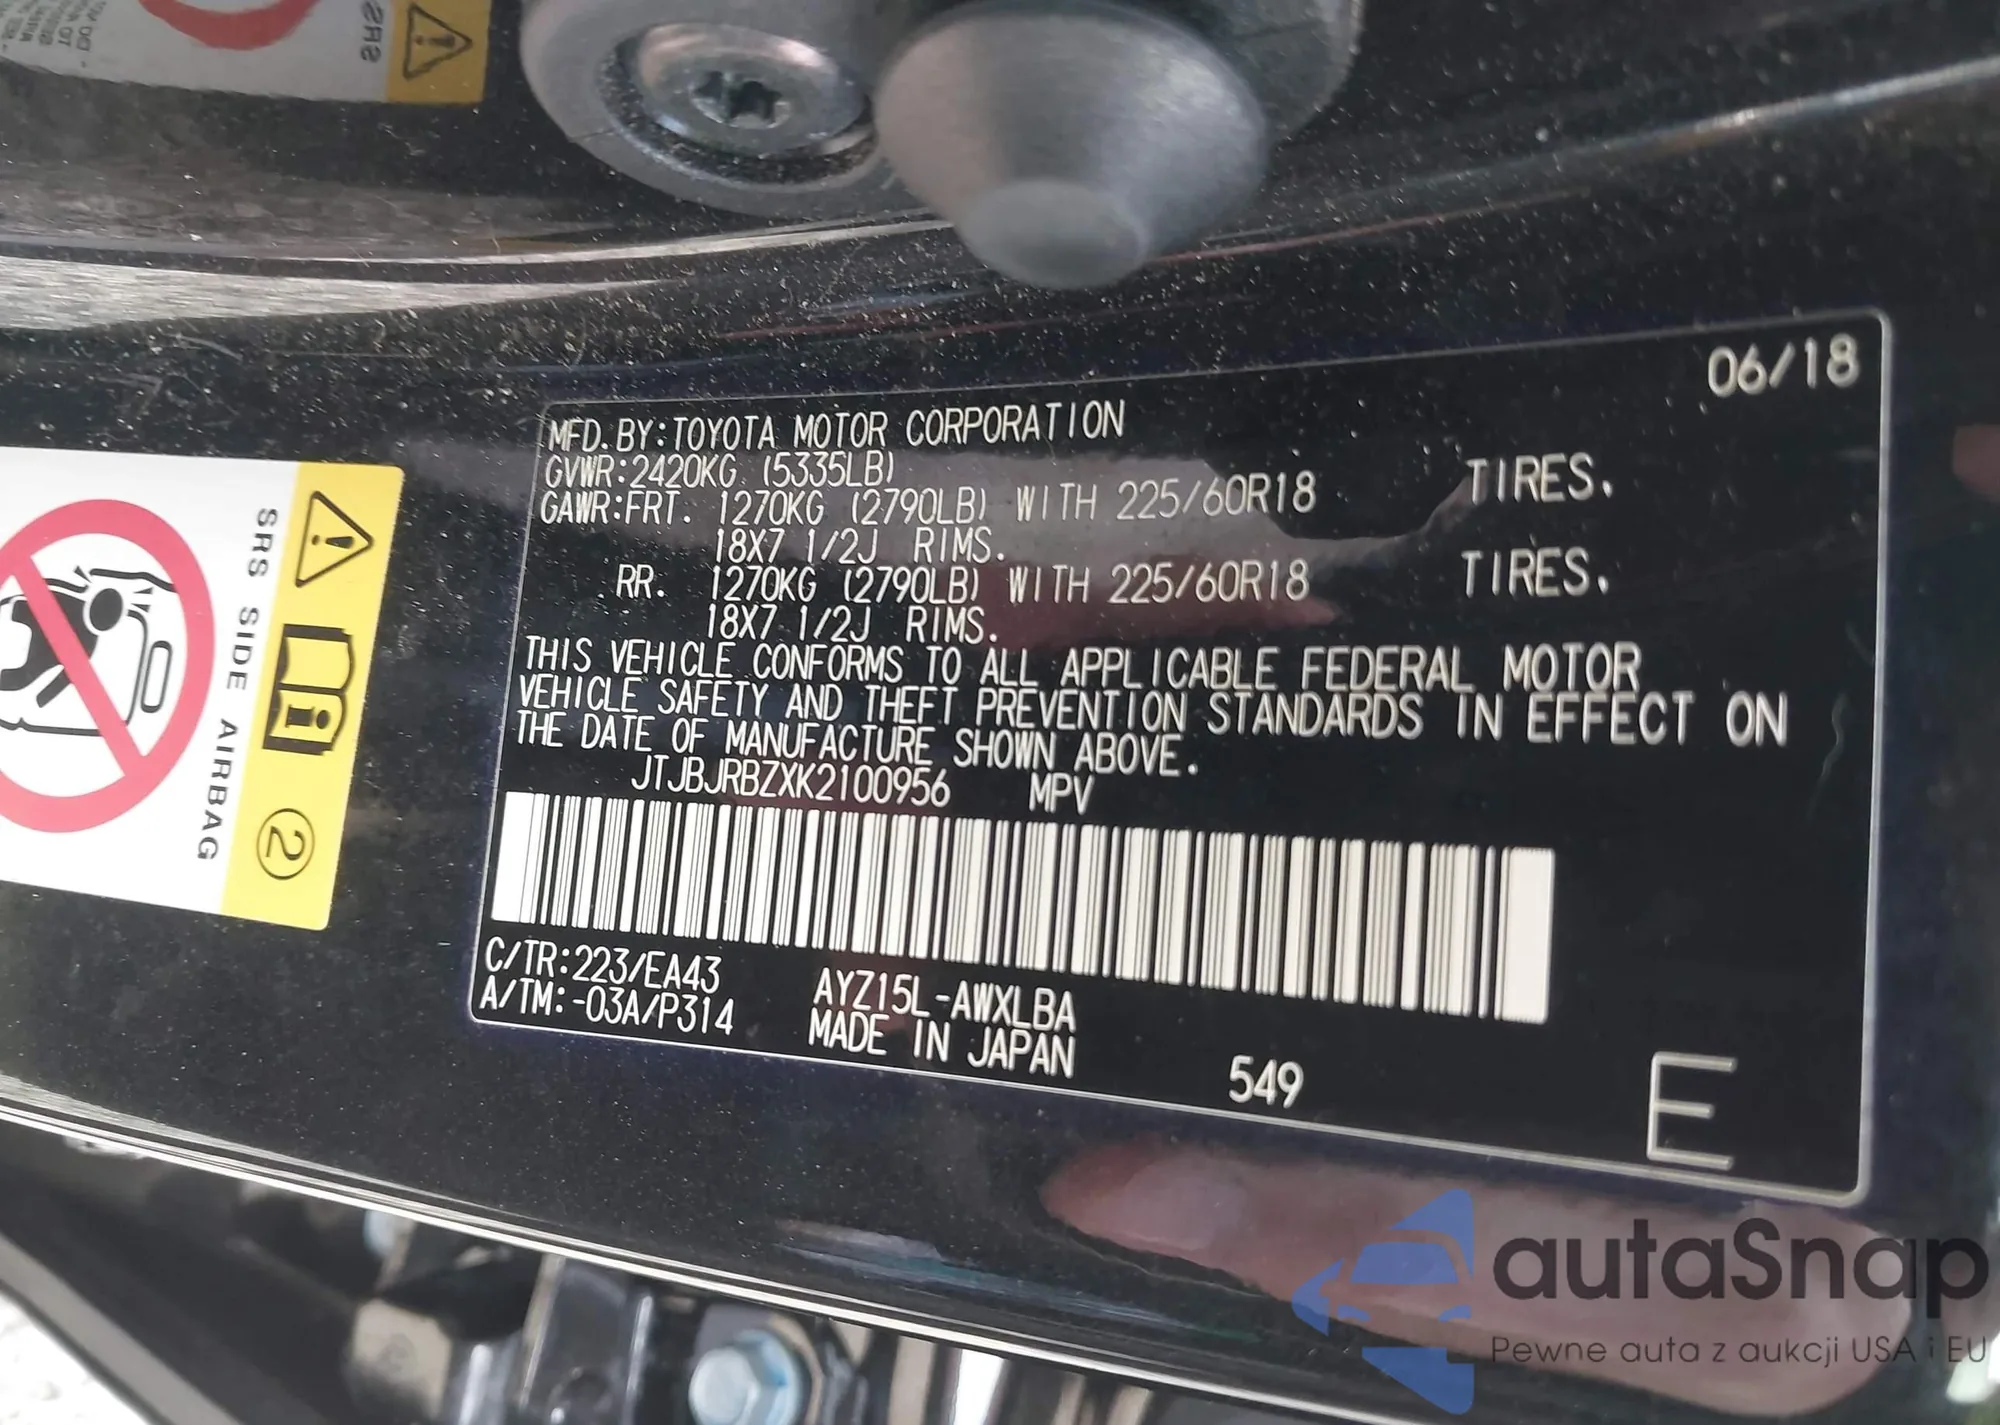 SRS
06/18
MFD. BY:TOYOTA MOTOR CORPORATION
GVWR:2420KG (5335LB)
GAWR:FRT. 1270KG (2790LB) WITH 225/60R18 TIRES.
18X7 1/2J RIMS.
RR. 1270KG (2790LB) WITH 225/60R18 TIRES.
18X7 1/2J RIMS.
THIS VEHICLE CONFORMS TO ALL APPLICABLE FEDERAL MOTOR
VEHICLE SAFETY AND THEFT PREVENTION STANDARDS IN EFFECT ON
THE DATE OF MANUFACTURE SHOWN ABOVE.
JTJBJRBZXK2100956 MPV
C/TR:223/EA43 AYZ15L-AWXLBA
A/TM:-03A/P314 MADE IN JAPAN
549
E
SRS SIDE AIRBAG
2
autaSnap
Pewne auta z aukcji USA i EU